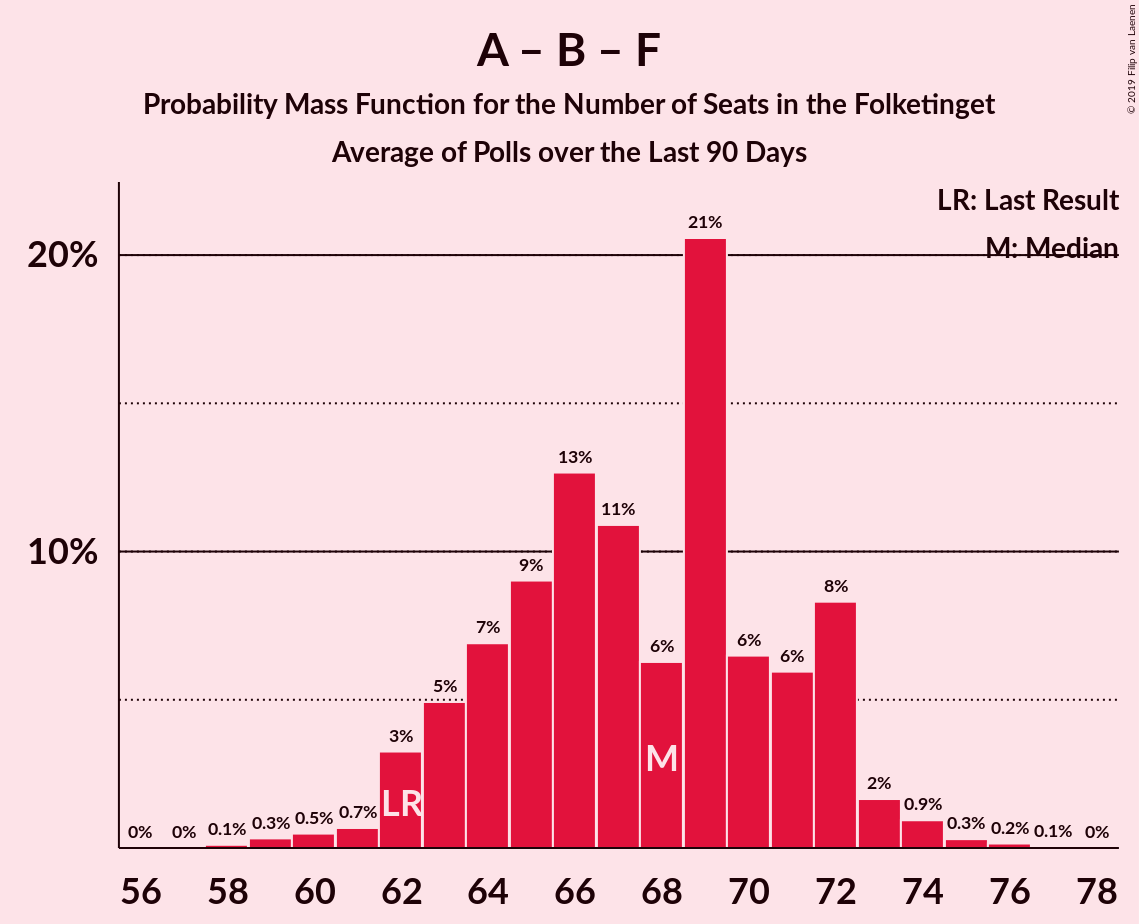 A – B – F
Probability Mass Function for the Number of Seats in the Folketinget
Average of Polls over the Last 90 Days
© 2019 Filip van Laenen
LR: Last Result
M: Median
20%
10%
0%
0%
0.1%
0.3%
0.5%
0.7%
3%
5%
7%
9%
13%
11%
6%
21%
6%
6%
8%
2%
0.9%
0.3%
0.2%
0.1%
0%
LR
M
56 58 60 62 64 66 68 70 72 74 76 78